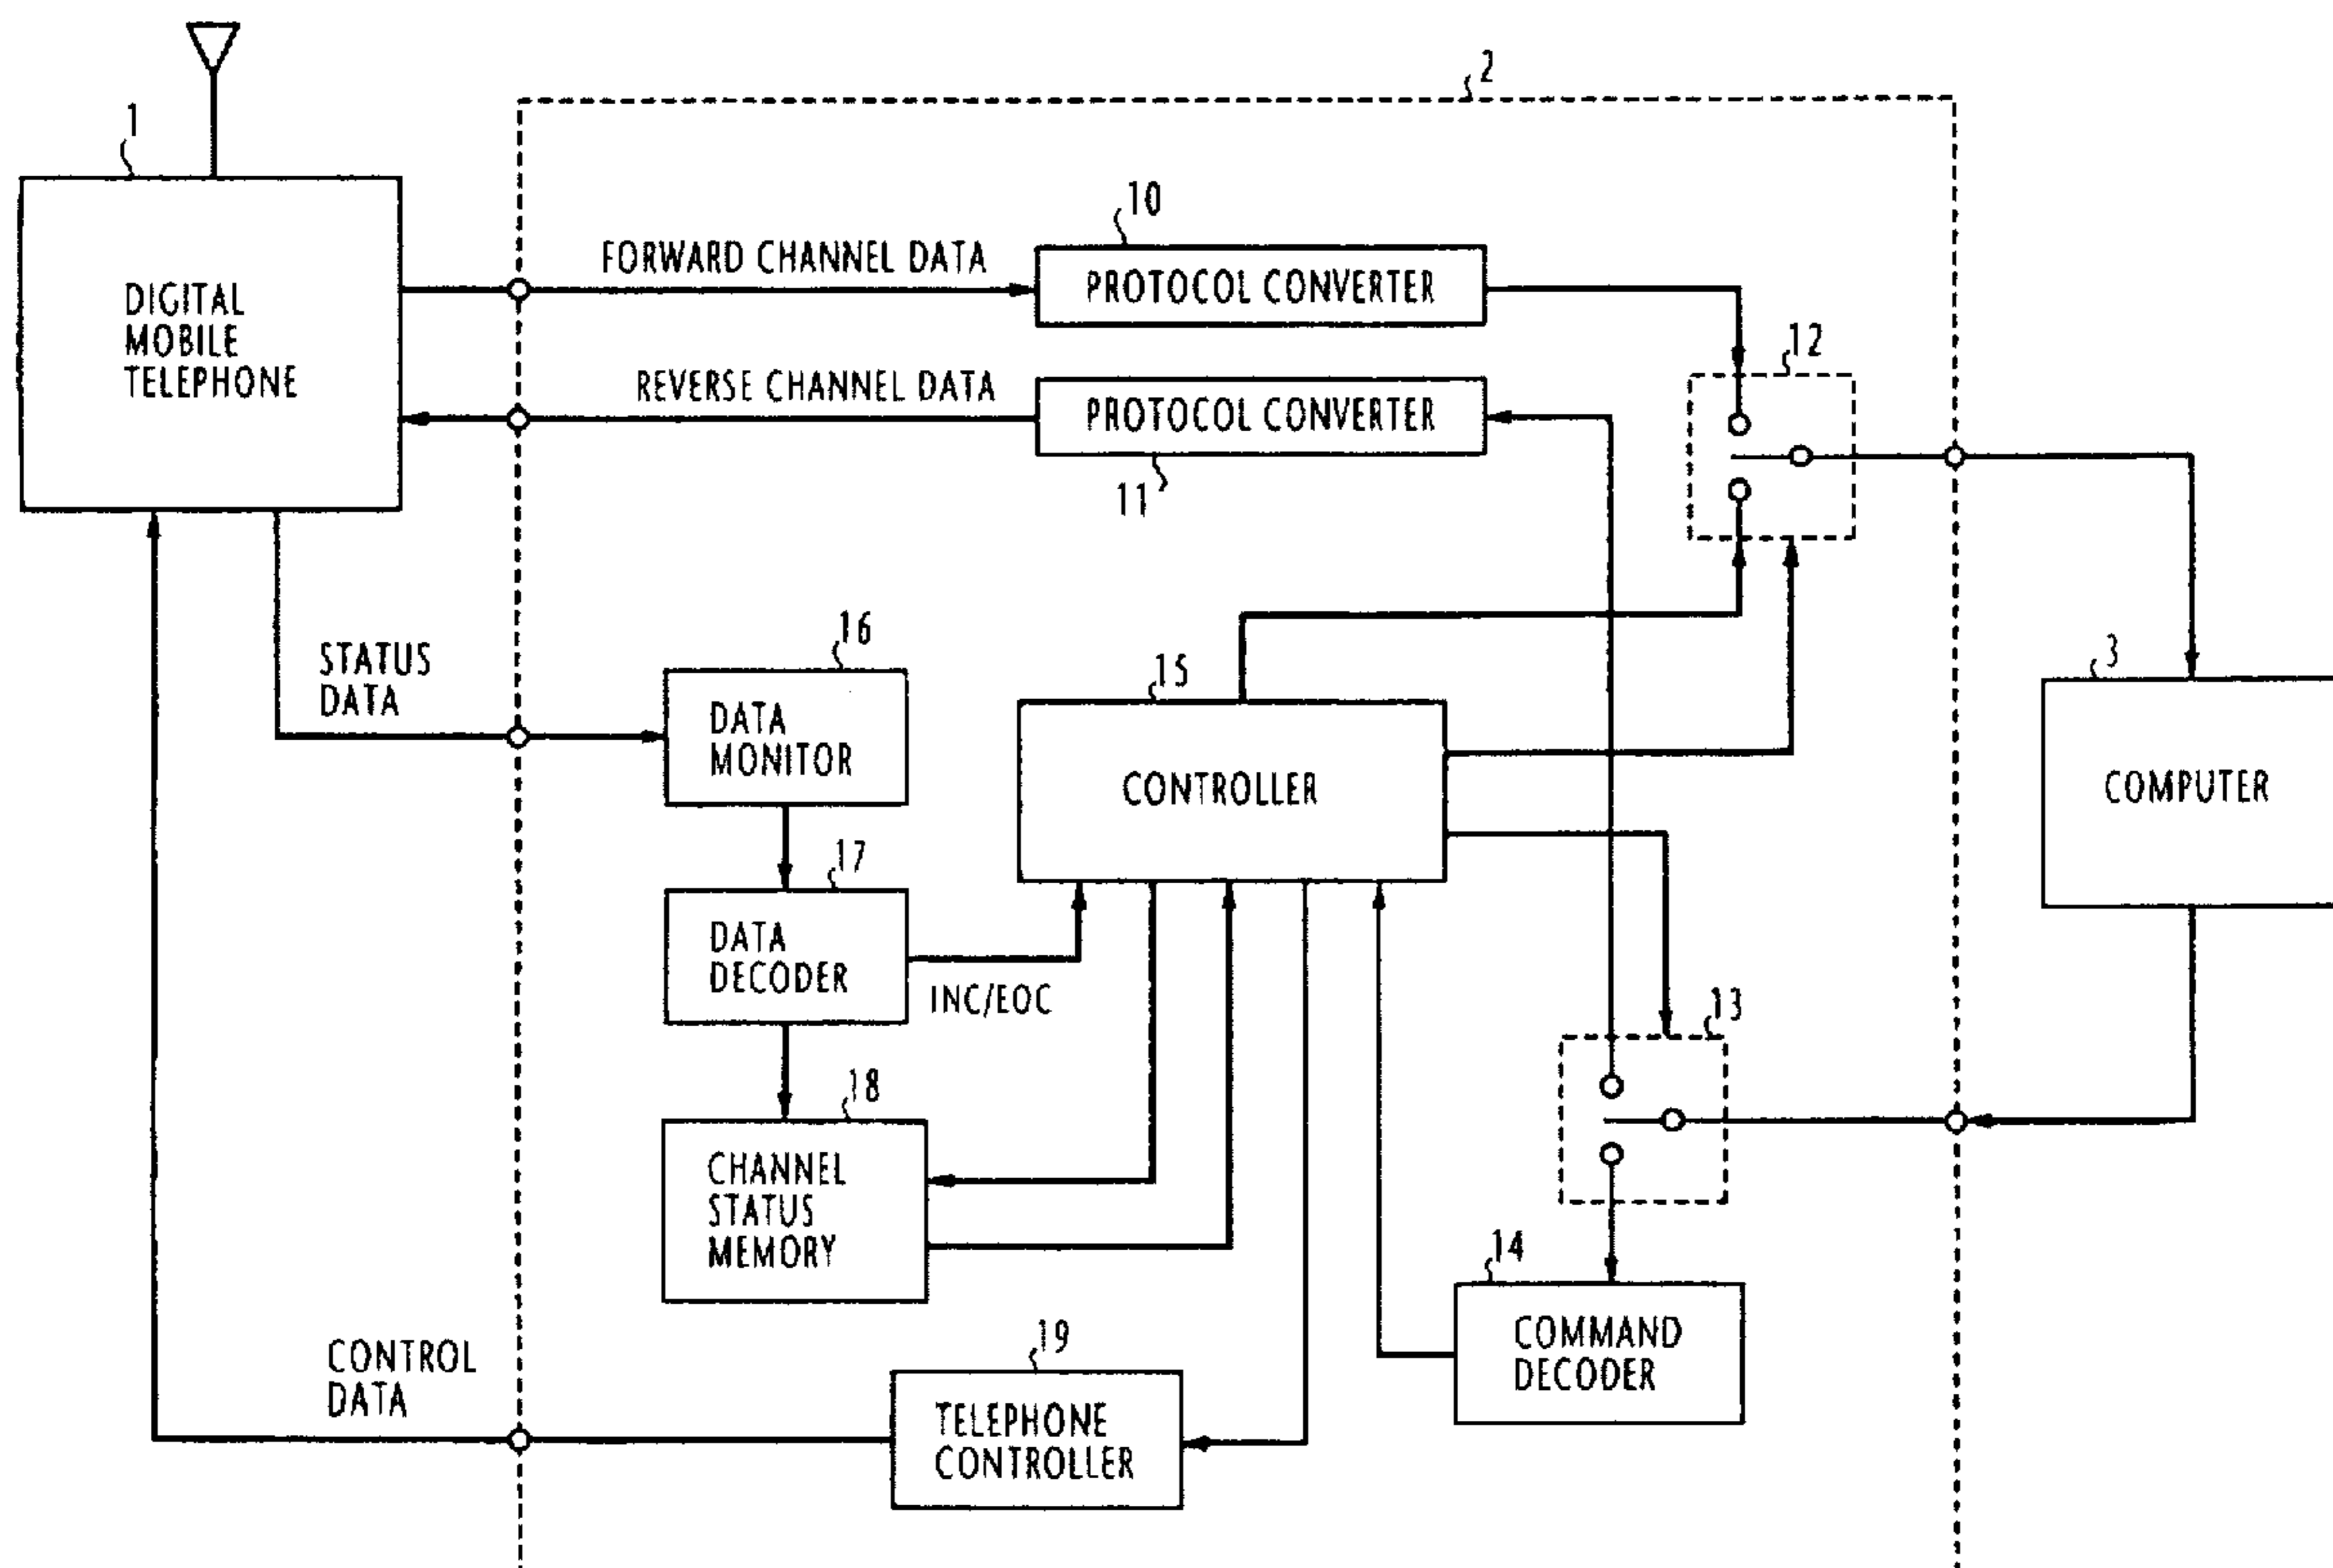 2
1
10
FORWARD CHANNEL DATA
PROTOCOL CONVERTER
DIGITAL
MOBILE
TELEPHONE
12
REVERSE CHANNEL DATA
PROTOCOL CONVERTER
11
16
STATUS
DATA
15
3
DATA
MONITOR
CONTROLLER
COMPUTER
17
DATA
DECODER
INC/EOC
13
18
CHANNEL
STATUS
MEMORY
14
19
CONTROL
DATA
COMMAND
DECODER
TELEPHONE
CONTROLLER